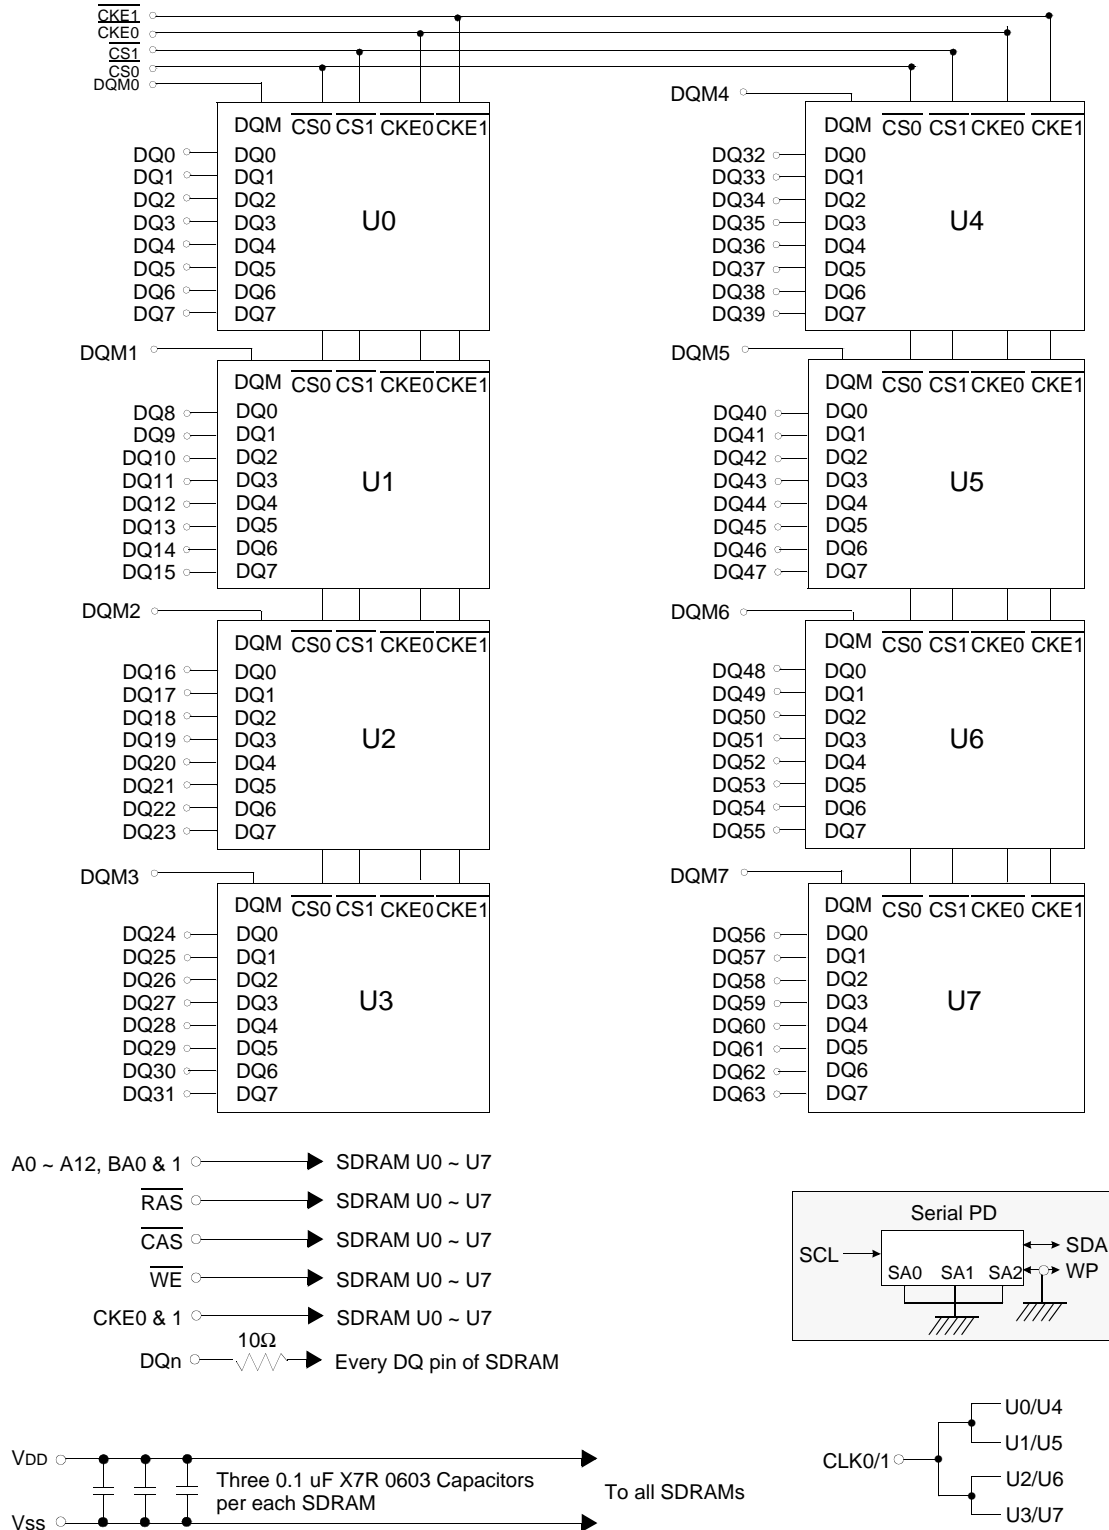 CKE1
CKE0
CS1
CS0
DQM0
DQM CS0 CS1 CKE0 CKE1
DQ0 DQ0
DQ1 DQ1
DQ2 DQ2
DQ3 DQ3
DQ4 DQ4
DQ5 DQ5
DQ6 DQ6
DQ7 DQ7
U0
DQM4
DQM CS0 CS1 CKE0 CKE1
DQ32 DQ0
DQ33 DQ1
DQ34 DQ2
DQ35 DQ3
DQ36 DQ4
DQ37 DQ5
DQ38 DQ6
DQ39 DQ7
U4
DQM1
DQM CS0 CS1 CKE0 CKE1
DQ8 DQ0
DQ9 DQ1
DQ10 DQ2
DQ11 DQ3
DQ12 DQ4
DQ13 DQ5
DQ14 DQ6
DQ15 DQ7
U1
DQM5
DQM CS0 CS1 CKE0 CKE1
DQ40 DQ0
DQ41 DQ1
DQ42 DQ2
DQ43 DQ3
DQ44 DQ4
DQ45 DQ5
DQ46 DQ6
DQ47 DQ7
U5
DQM2
DQM CS0 CS1 CKE0 CKE1
DQ16 DQ0
DQ17 DQ1
DQ18 DQ2
DQ19 DQ3
DQ20 DQ4
DQ21 DQ5
DQ22 DQ6
DQ23 DQ7
U2
DQM6
DQM CS0 CS1 CKE0 CKE1
DQ48 DQ0
DQ49 DQ1
DQ50 DQ2
DQ51 DQ3
DQ52 DQ4
DQ53 DQ5
DQ54 DQ6
DQ55 DQ7
U6
DQM3
DQM CS0 CS1 CKE0 CKE1
DQ24 DQ0
DQ25 DQ1
DQ26 DQ2
DQ27 DQ3
DQ28 DQ4
DQ29 DQ5
DQ30 DQ6
DQ31 DQ7
U3
DQM7
DQM CS0 CS1 CKE0 CKE1
DQ56 DQ0
DQ57 DQ1
DQ58 DQ2
DQ59 DQ3
DQ60 DQ4
DQ61 DQ5
DQ62 DQ6
DQ63 DQ7
U7
A0 ~ A12, BA0 & 1 SDRAM U0 ~ U7
RAS SDRAM U0 ~ U7
CAS SDRAM U0 ~ U7
WE SDRAM U0 ~ U7
CKE0 & 1 SDRAM U0 ~ U7
10Ω
DQn Every DQ pin of SDRAM
Serial PD
SCL SDA
WP
SA0 SA1 SA2
VDD
Three 0.1 uF X7R 0603 Capacitors
per each SDRAM
To all SDRAMs
Vss
CLK0/1
U0/U4
U1/U5
U2/U6
U3/U7